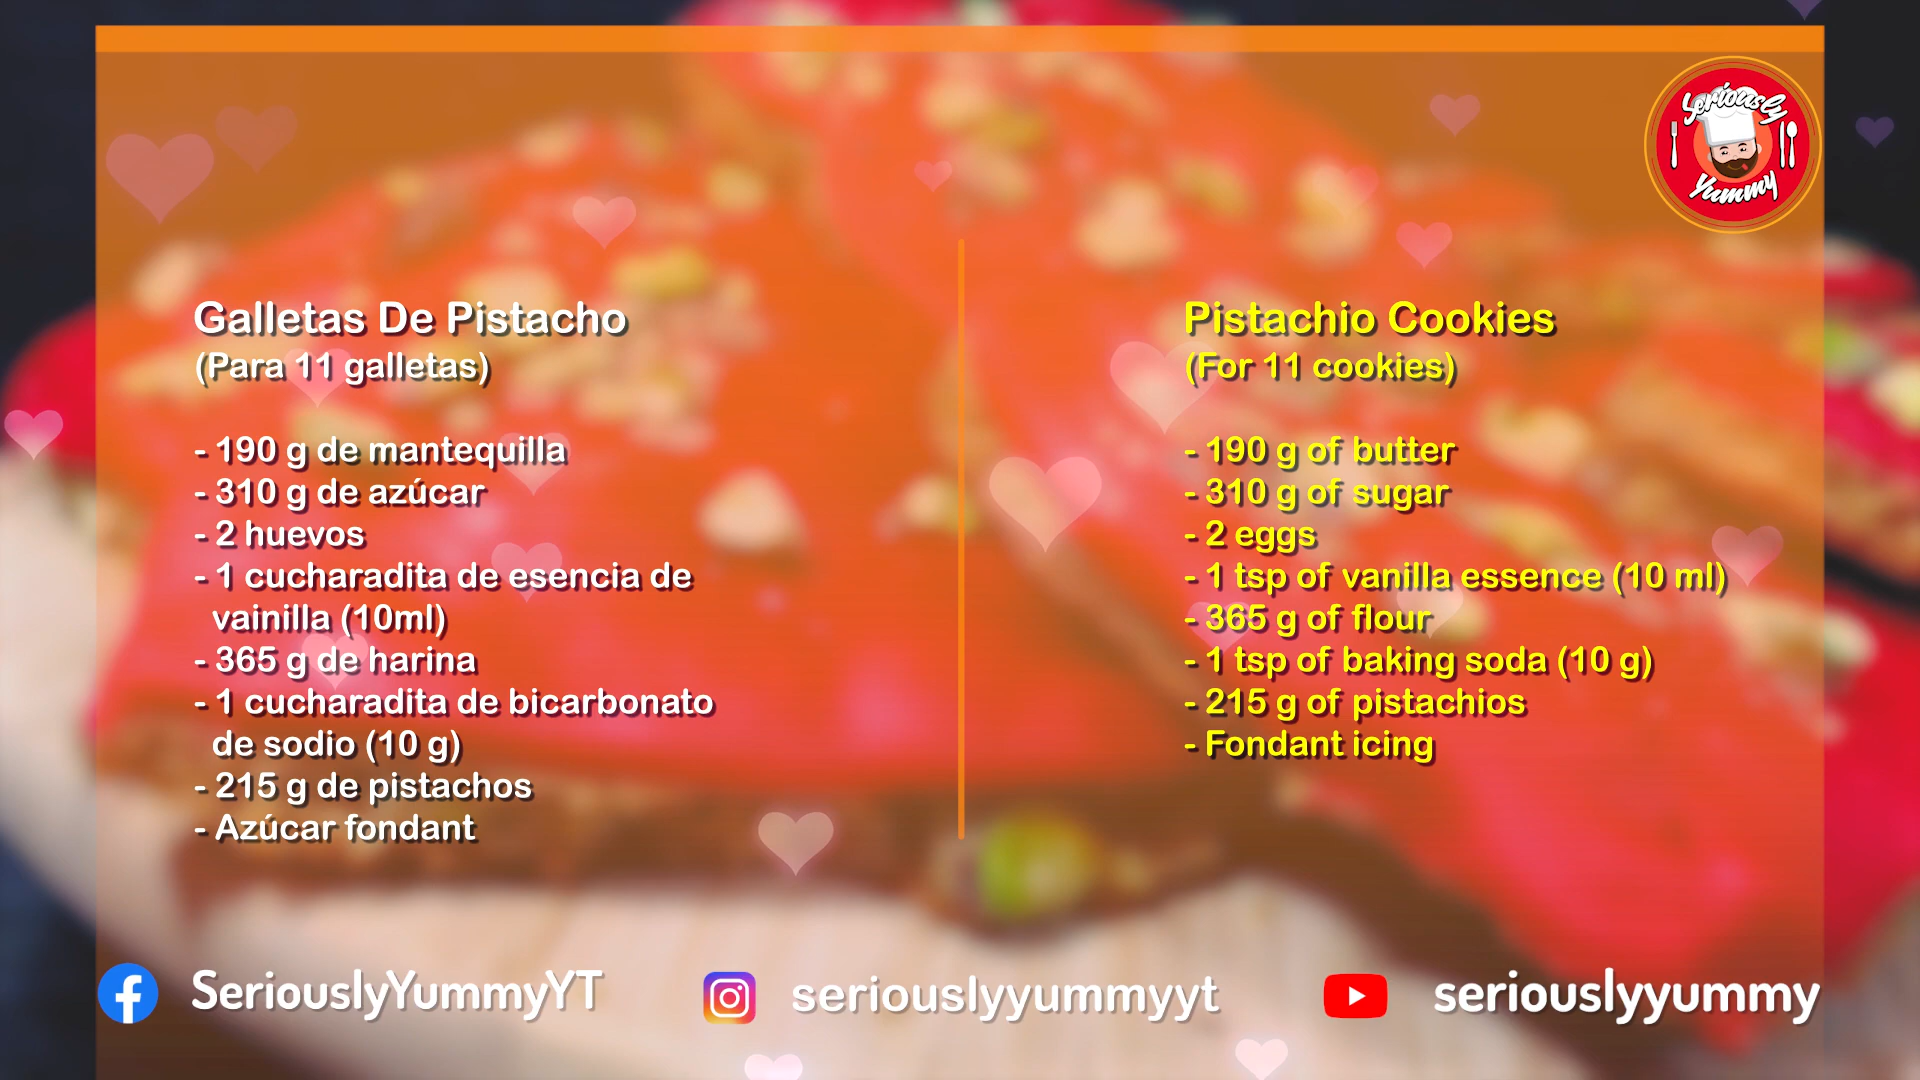 Seriously
Yummy
Galletas De Pistacho
(Para 11 galletas)
- 190 g de mantequilla
- 310 g de azúcar
- 2 huevos
- 1 cucharadita de esencia de
vainilla (10ml)
- 365 g de harina
- 1 cucharadita de bicarbonato
de sodio (10 g)
- 215 g de pistachos
- Azúcar fondant
Pistachio Cookies
(For 11 cookies)
- 190 g of butter
- 310 g of sugar
- 2 eggs
- 1 tsp of vanilla essence (10 ml)
- 365 g of flour
- 1 tsp of baking soda (10 g)
- 215 g of pistachios
- Fondant icing
SeriouslyYummyYT
seriouslyyummyyt
seriouslyyummy